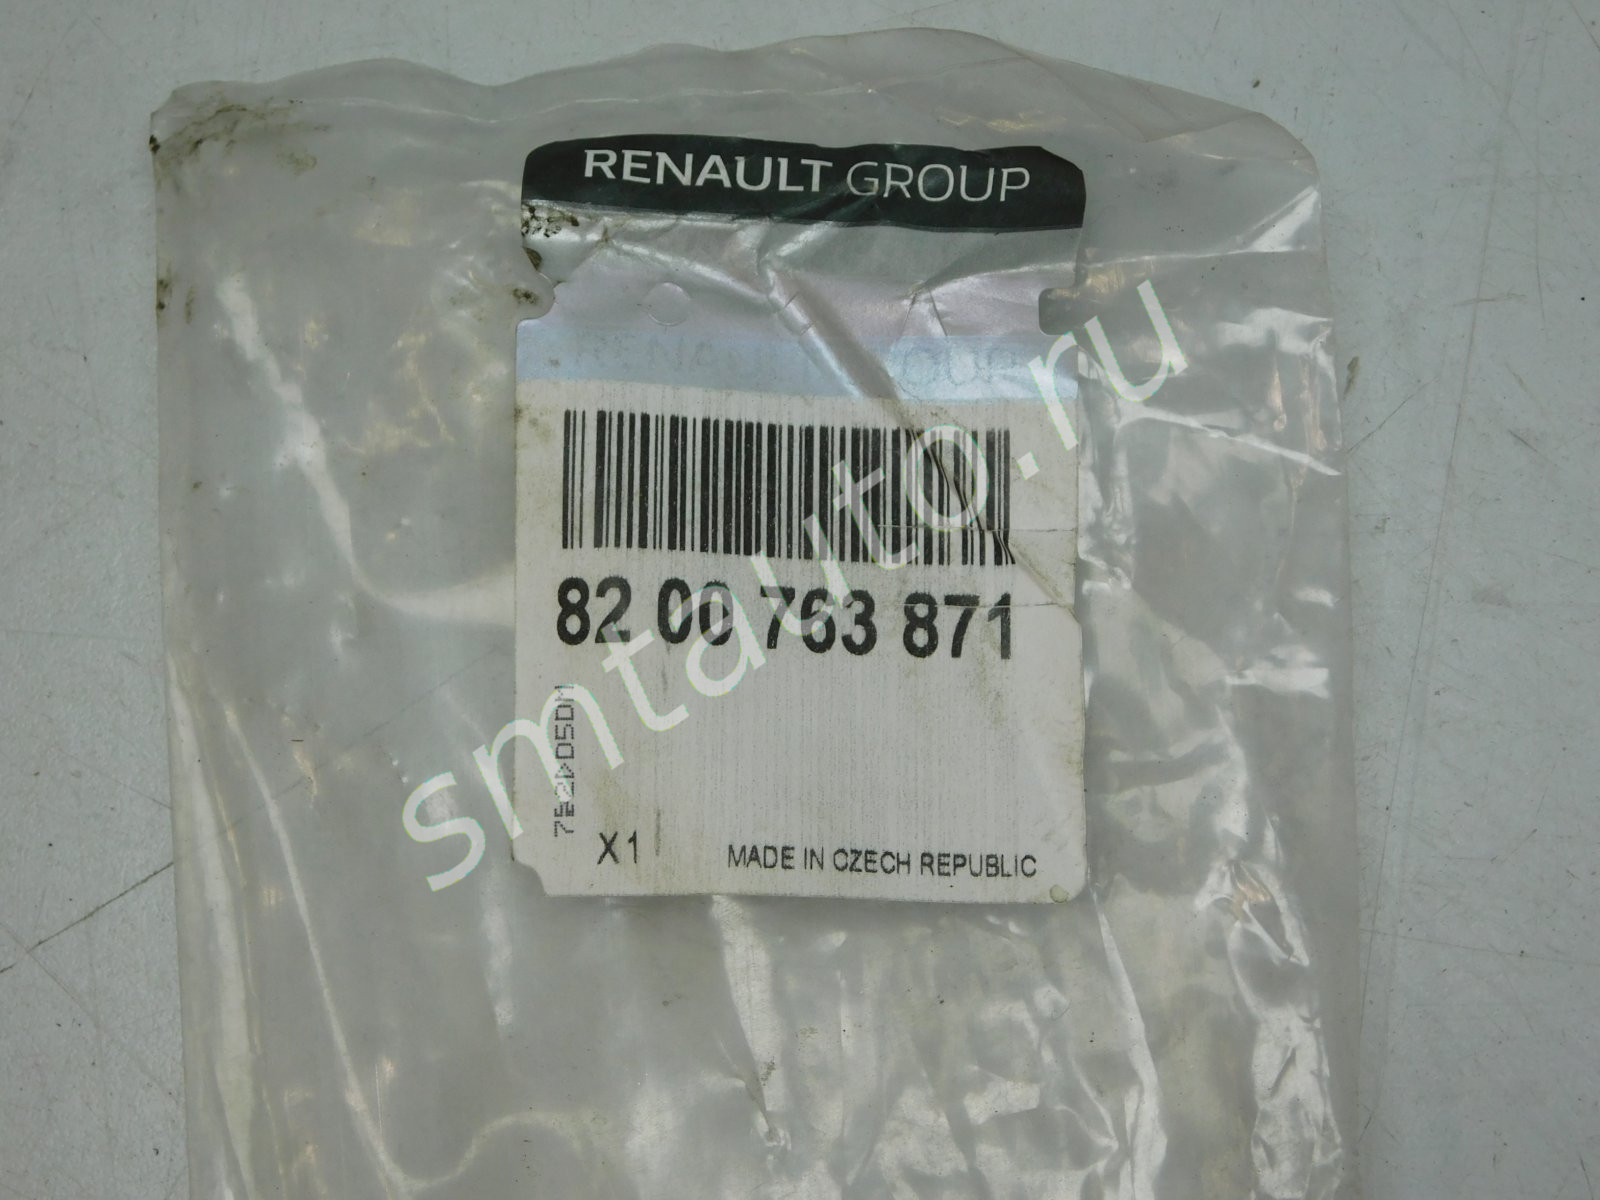 RENAULT GROUP
82 00 763 871
X1
MADE IN CZECH REPUBLIC
smtauto.ru